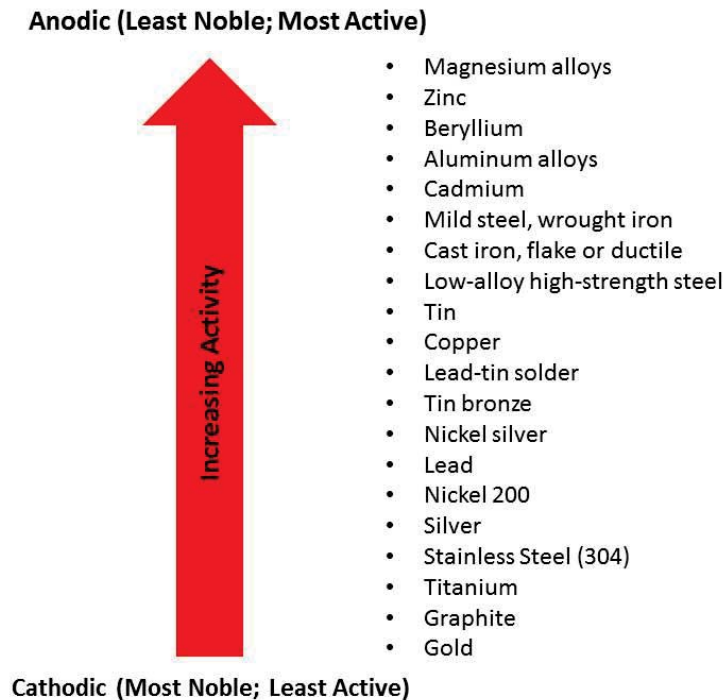 Anodic (Least Noble; Most Active)
Increasing Activity
• Magnesium alloys
• Zinc
• Beryllium
• Aluminum alloys
• Cadmium
• Mild steel, wrought iron
• Cast iron, flake or ductile
• Low-alloy high-strength steel
• Tin
• Copper
• Lead-tin solder
• Tin bronze
• Nickel silver
• Lead
• Nickel 200
• Silver
• Stainless Steel (304)
• Titanium
• Graphite
• Gold
Cathodic (Most Noble; Least Active)